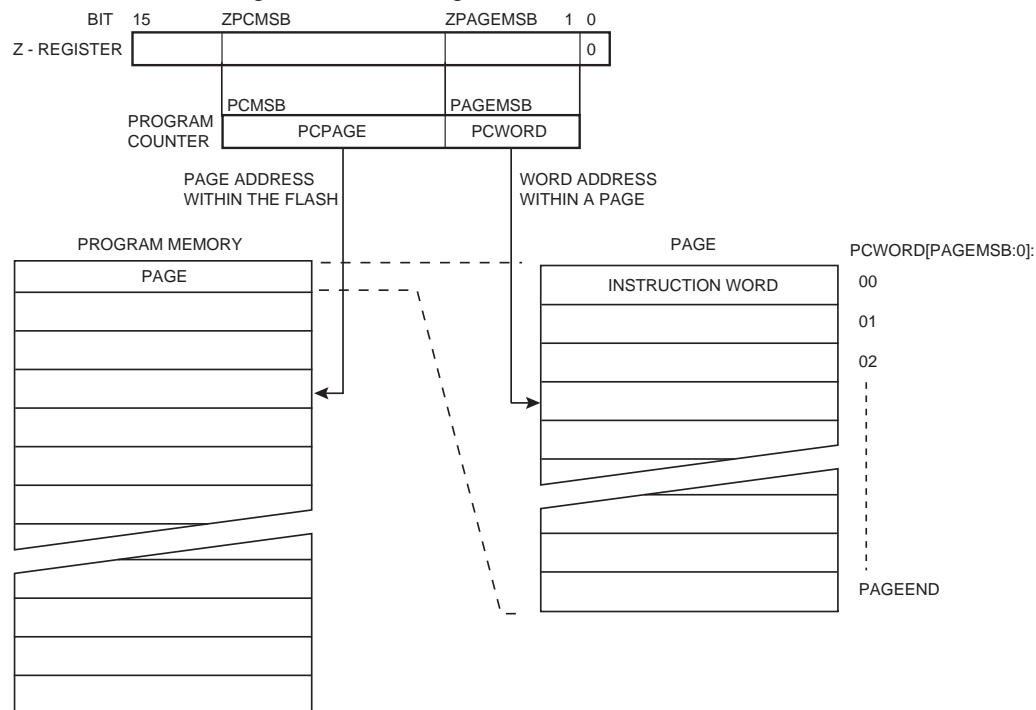 BIT 15 ZPCMSB ZPAGEMSB 1 0
Z - REGISTER 0
PCMSB PAGEMSB
PROGRAM
COUNTER
PCPAGE PCWORD
PAGE ADDRESS
WITHIN THE FLASH
WORD ADDRESS
WITHIN A PAGE
PROGRAM MEMORY
PAGE
PAGE
INSTRUCTION WORD
PCWORD[PAGEMSB:0]:
00
01
02
PAGEEND